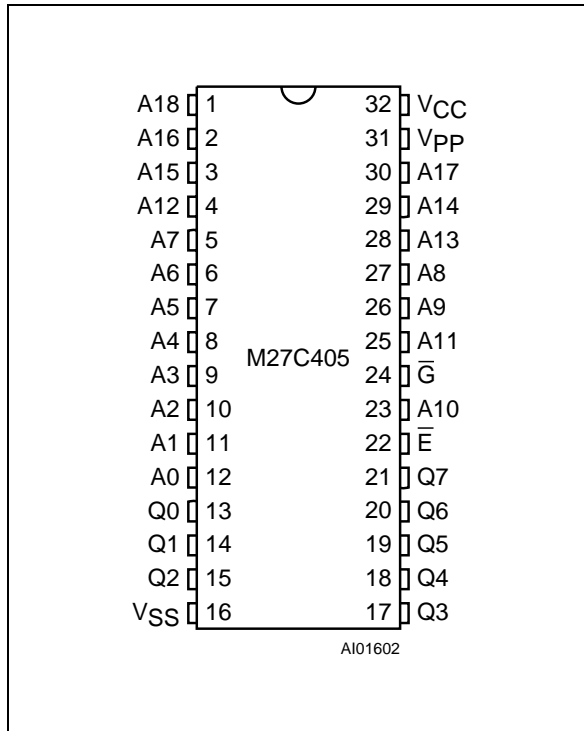 A18 1 32 VCC
A16 2 31 VPP
A15 3 30 A17
A12 4 29 A14
A7 5 28 A13
A6 6 27 A8
A5 7 26 A9
A4 8 25 A11
M27C405
A3 9 24 G̅
A2 10 23 A10
A1 11 22 E̅
A0 12 21 Q7
Q0 13 20 Q6
Q1 14 19 Q5
Q2 15 18 Q4
VSS 16 17 Q3
AI01602